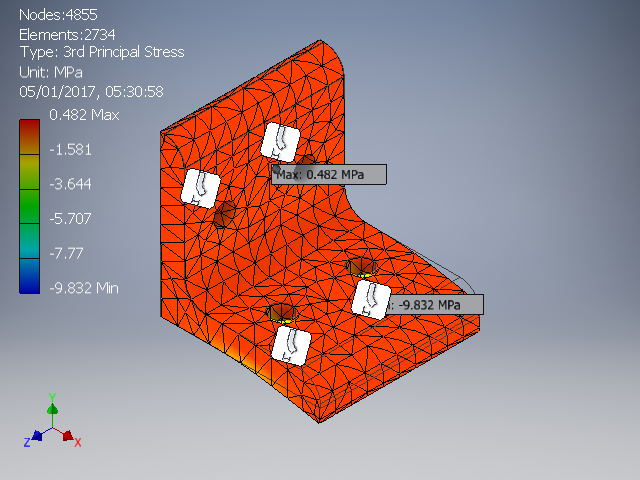 Nodes:4855
Elements:2734
Type: 3rd Principal Stress
Unit: MPa
05/01/2017, 05:30:58
0.482 Max
-1.581
-3.644
-5.707
-7.77
-9.832 Min
Max: 0.482 MPa
: -9.832 MPa
Y
Z
X